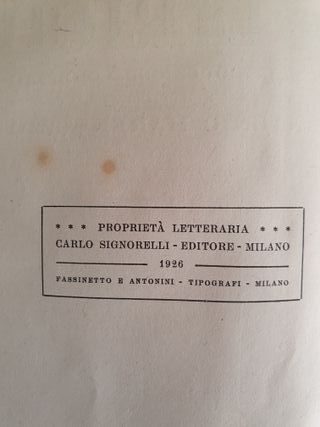 * * * PROPRIETÀ LETTERARIA * * *
CARLO SIGNORELLI - EDITORE - MILANO
1926
FASSINETTO E ANTONINI - TIPOGRAFI - MILANO